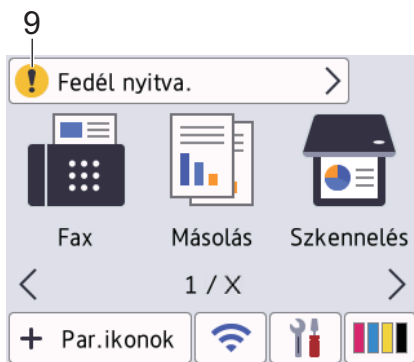 9
Fedél nyitva.
Fax Másolás Szkennelés
1 / X
+ Par.ikonok